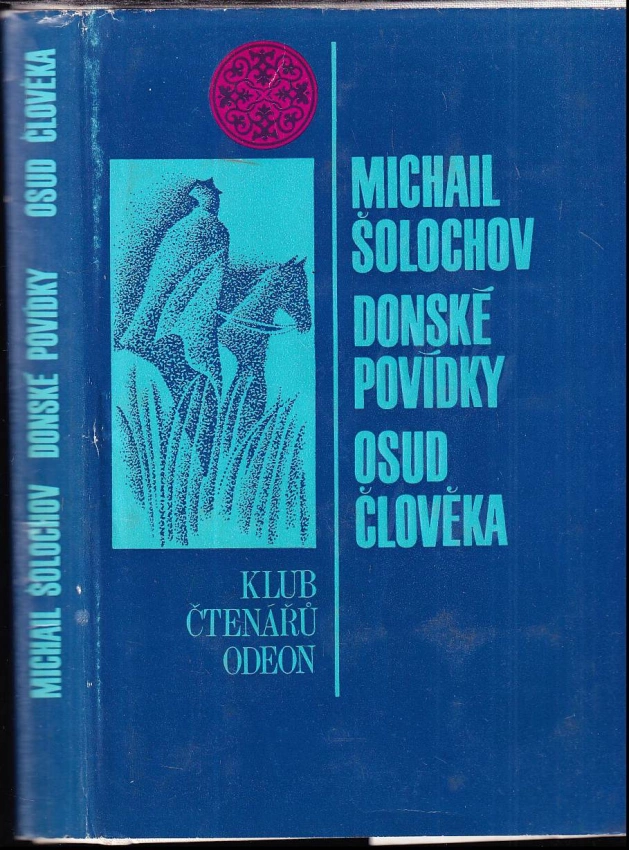 MICHAIL ŠOLOCHOV DONSKÉ POVÍDKY OSUD ČLOVĚKA
MICHAIL
ŠOLOCHOV
DONSKÉ
POVÍDKY
OSUD
ČLOVĚKA
KLUB
ČTENÁŘŮ
ODEON